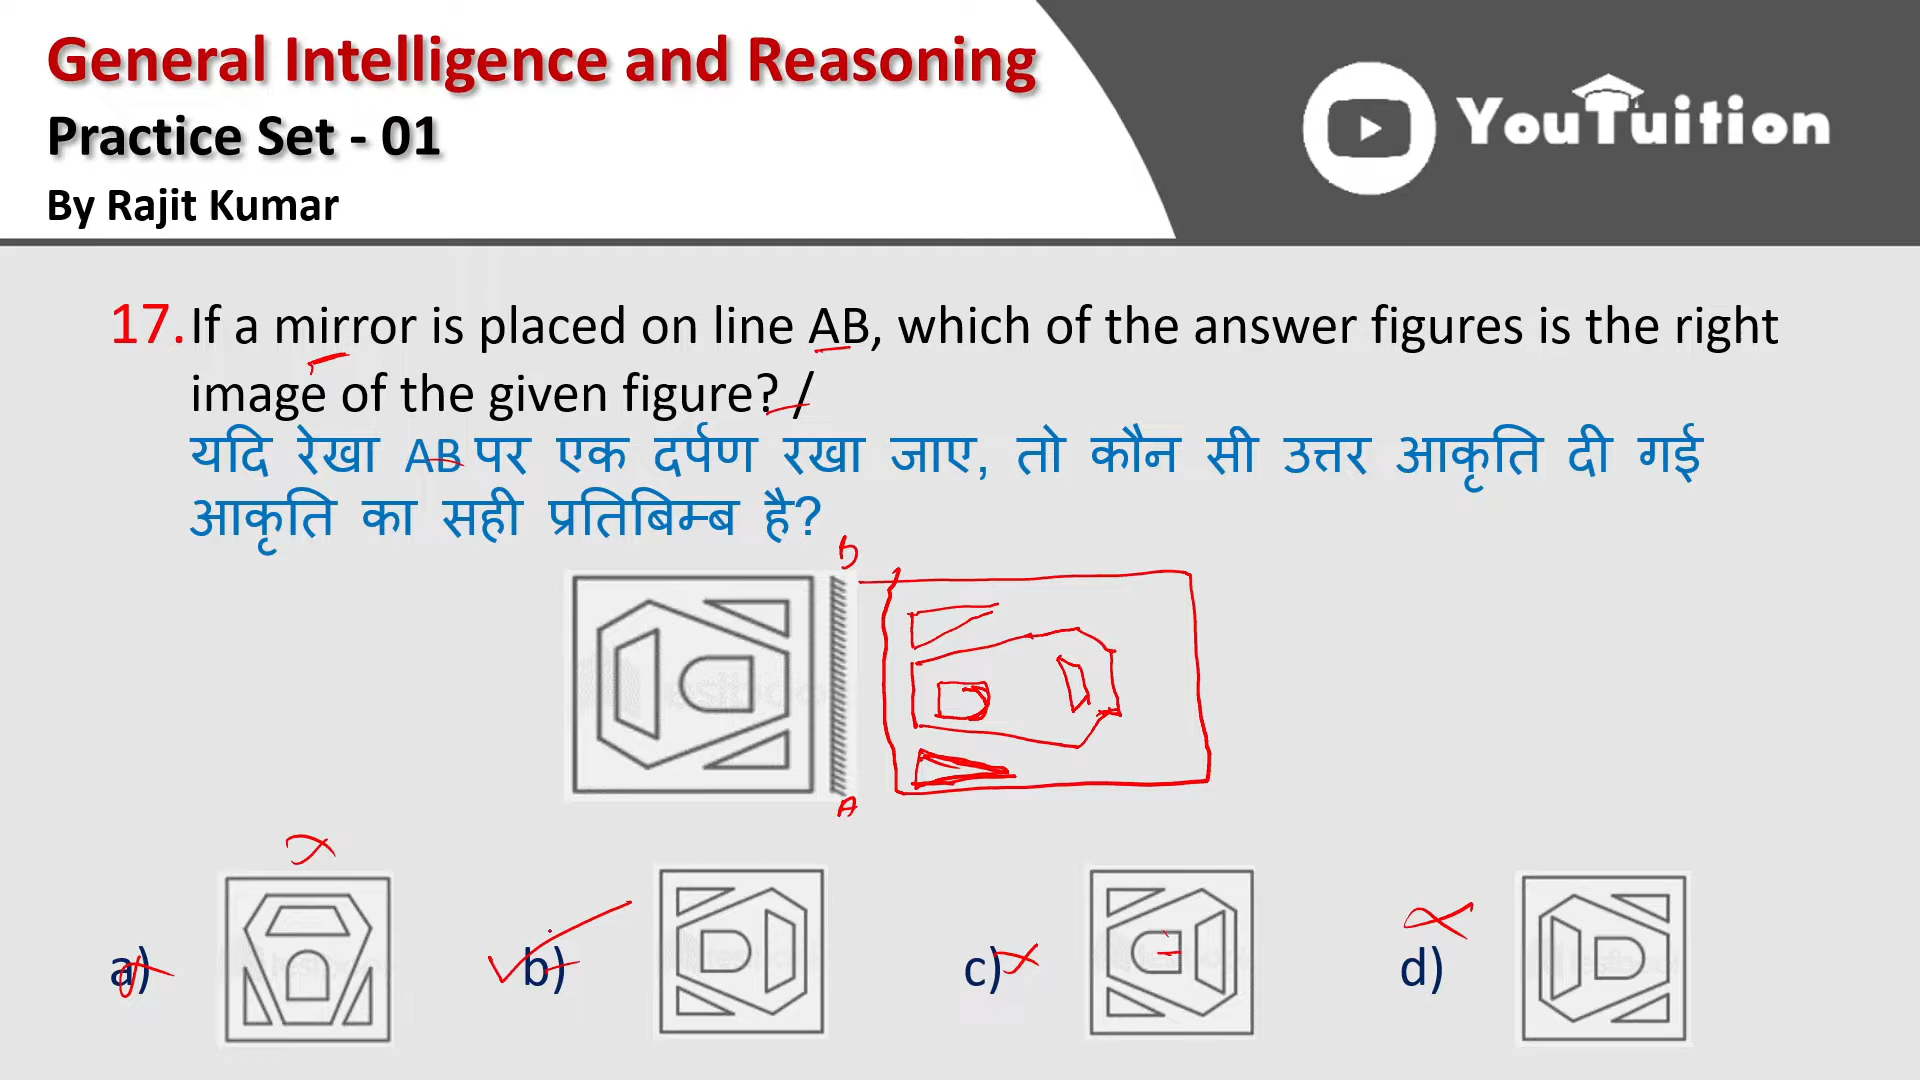 General Intelligence and Reasoning
Practice Set - 01
By Rajit Kumar
YouTuition
17. If a mirror is placed on line AB, which of the answer figures is the right
image of the given figure? /
यदि रेखा AB पर एक दर्पण रखा जाए, तो कौन सी उत्तर आकृति दी गई
आकृति का सही प्रतिबिम्ब है?
B
A
a) b) c) d)